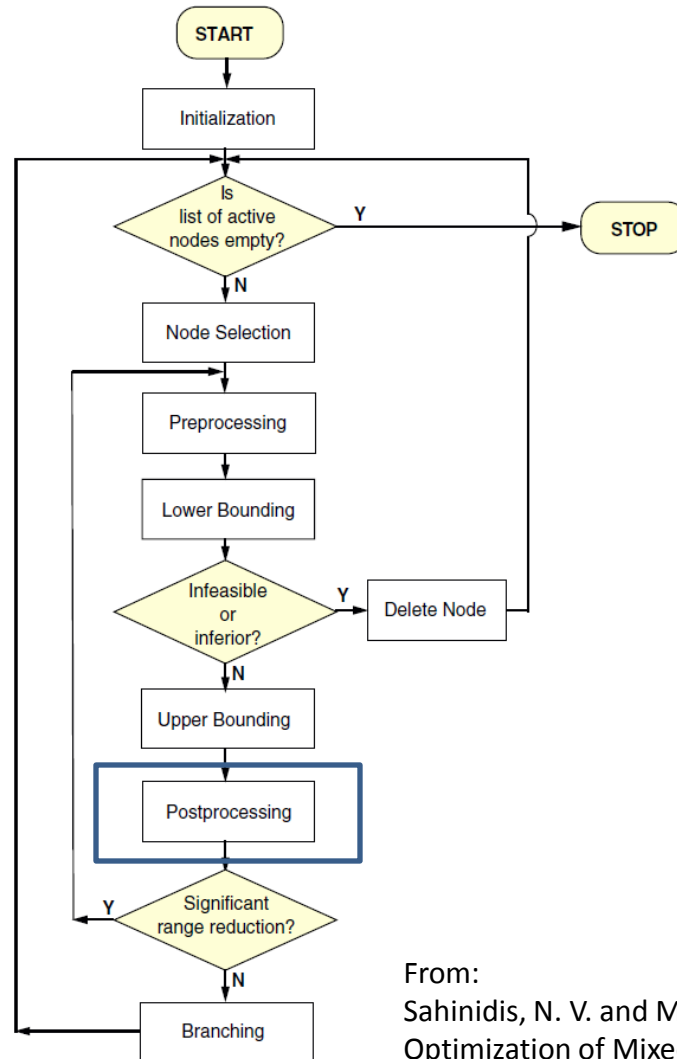 START
Initialization
Is
list of active
nodes empty?
Y
STOP
N
Node Selection
Preprocessing
Lower Bounding
Infeasible
or
inferior?
Y
Delete Node
N
Upper Bounding
Postprocessing
Significant
range reduction?
Y
N
Branching
From:
Sahinidis, N. V. and M
Optimization of Mixe